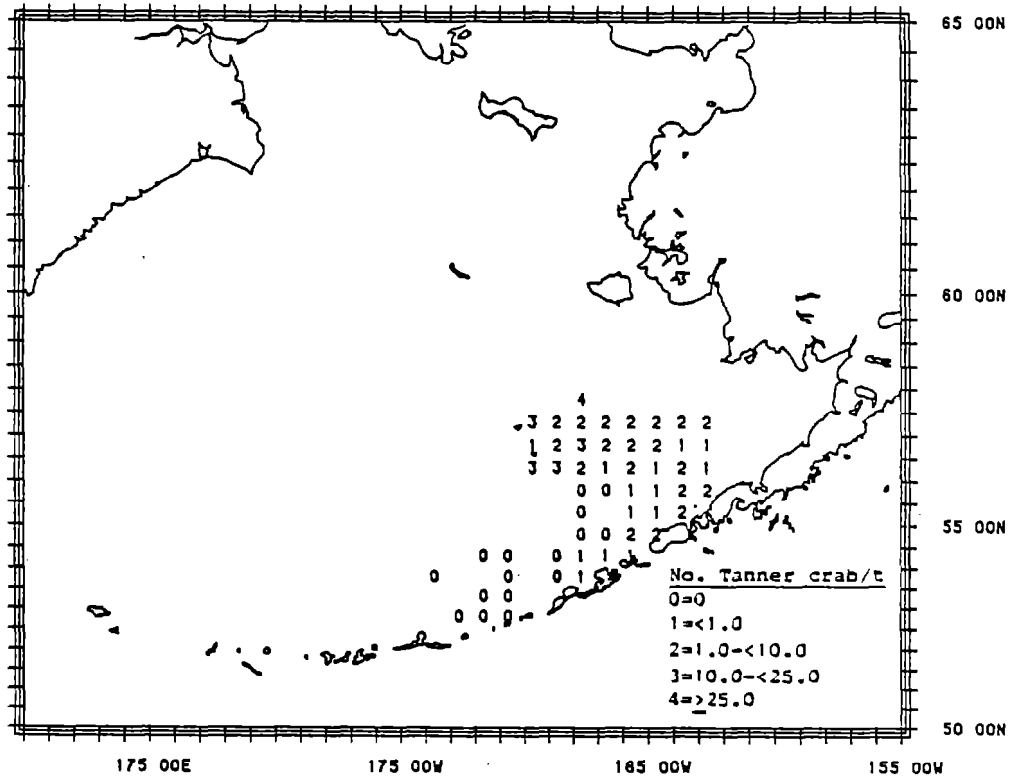 65 00N
60 00N
4
3 2 2 2 2 2 2 2
1 2 3 2 2 2 1 1
3 3 2 1 2 1 2 1
0 0 1 1 2 2
0 1 1 2
55 00N
0 0 2 2
0 0 0 1 1
0 0 0 1
0 0
0 0 0
No. Tanner crab/t
0=0
1=<1.0
2=1.0-<10.0
3=10.0-<25.0
4=≥25.0
50 00N
175 00E 175 00W 165 00W 155 00W